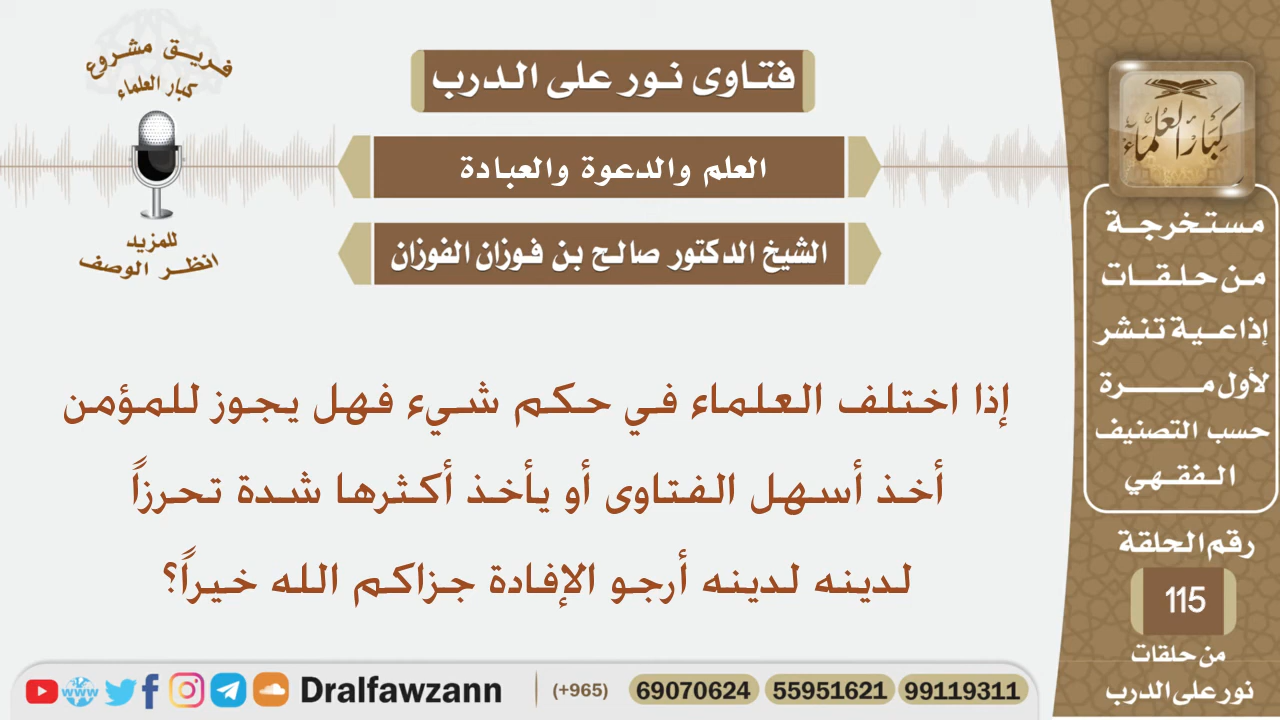 فتاوى نور على الدرب
العلم والدعوة والعبادة
الشيخ الدكتور صالح بن فوزان الفوزان
إذا اختلف العلماء في حكم شيء فهل يجوز للمؤمن
أخذ أسهل الفتاوى أو يأخذ أكثرها شدة تحرزاً
لدينه لدينه أرجو الإفادة جزاكم الله خيراً؟
فريق مشروع
كبار العلماء
للمزيد
انظر الوصف
كبار العلماء
مستخرجة
من حلقات
إذاعية تنشر
لأول مرة
حسب التصنيف
الفقهي
رقم الحلقة
115
من حلقات
نور على الدرب
www
Dralfawzann
(+965)
69070624
55951621
99119311